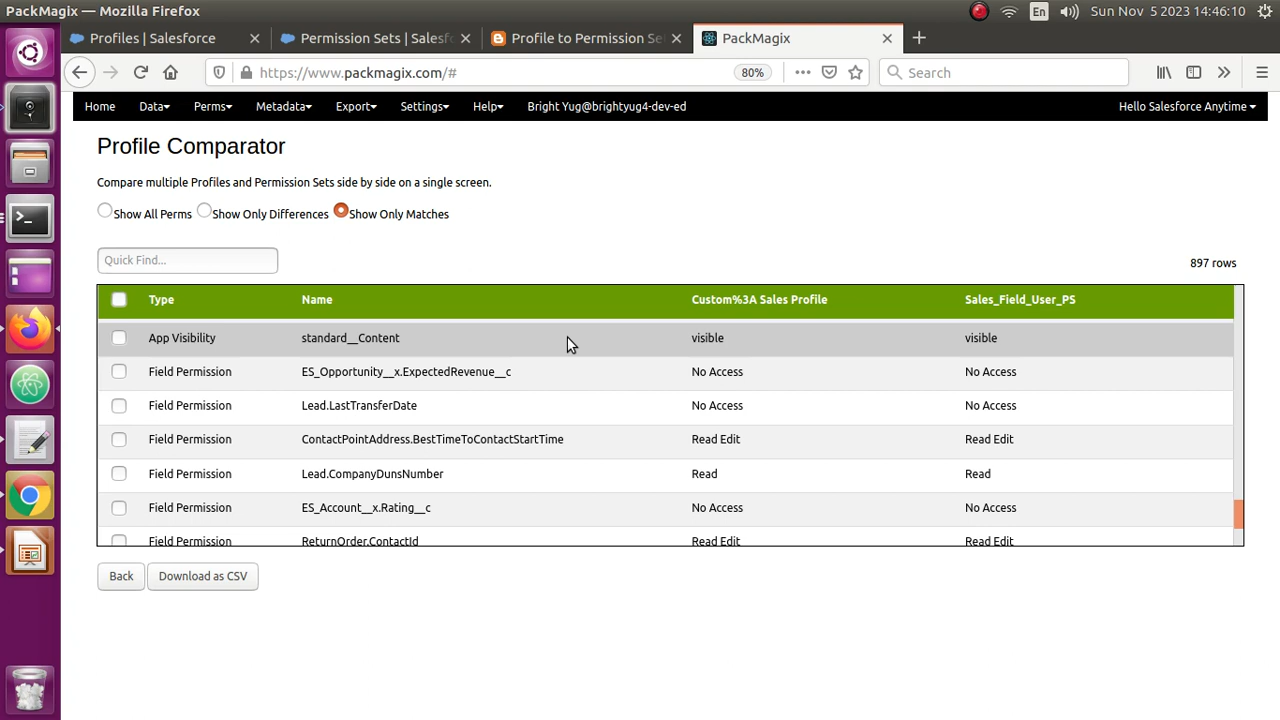 PackMagix — Mozilla Firefox
En
Sun Nov 5 2023 14:46:10
Profiles | Salesforce
Permission Sets | Salesf
Profile to Permission Se
PackMagix
https://www.packmagix.com/#
80%
Search
Home Data Perms Metadata Export Settings Help Bright Yug@brightyug4-dev-ed Hello Salesforce Anytime
Profile Comparator
Compare multiple Profiles and Permission Sets side by side on a single screen.
Show All Perms Show Only Differences Show Only Matches
Quick Find...
897 rows
Type Name Custom%3A Sales Profile Sales_Field_User_PS
App Visibility standard__Content visible visible
Field Permission ES_Opportunity__x.ExpectedRevenue__c No Access No Access
Field Permission Lead.LastTransferDate No Access No Access
Field Permission ContactPointAddress.BestTimeToContactStartTime Read Edit Read Edit
Field Permission Lead.CompanyDunsNumber Read Read
Field Permission ES_Account__x.Rating__c No Access No Access
Field Permission ReturnOrder.ContactId Read Edit Read Edit
Back Download as CSV